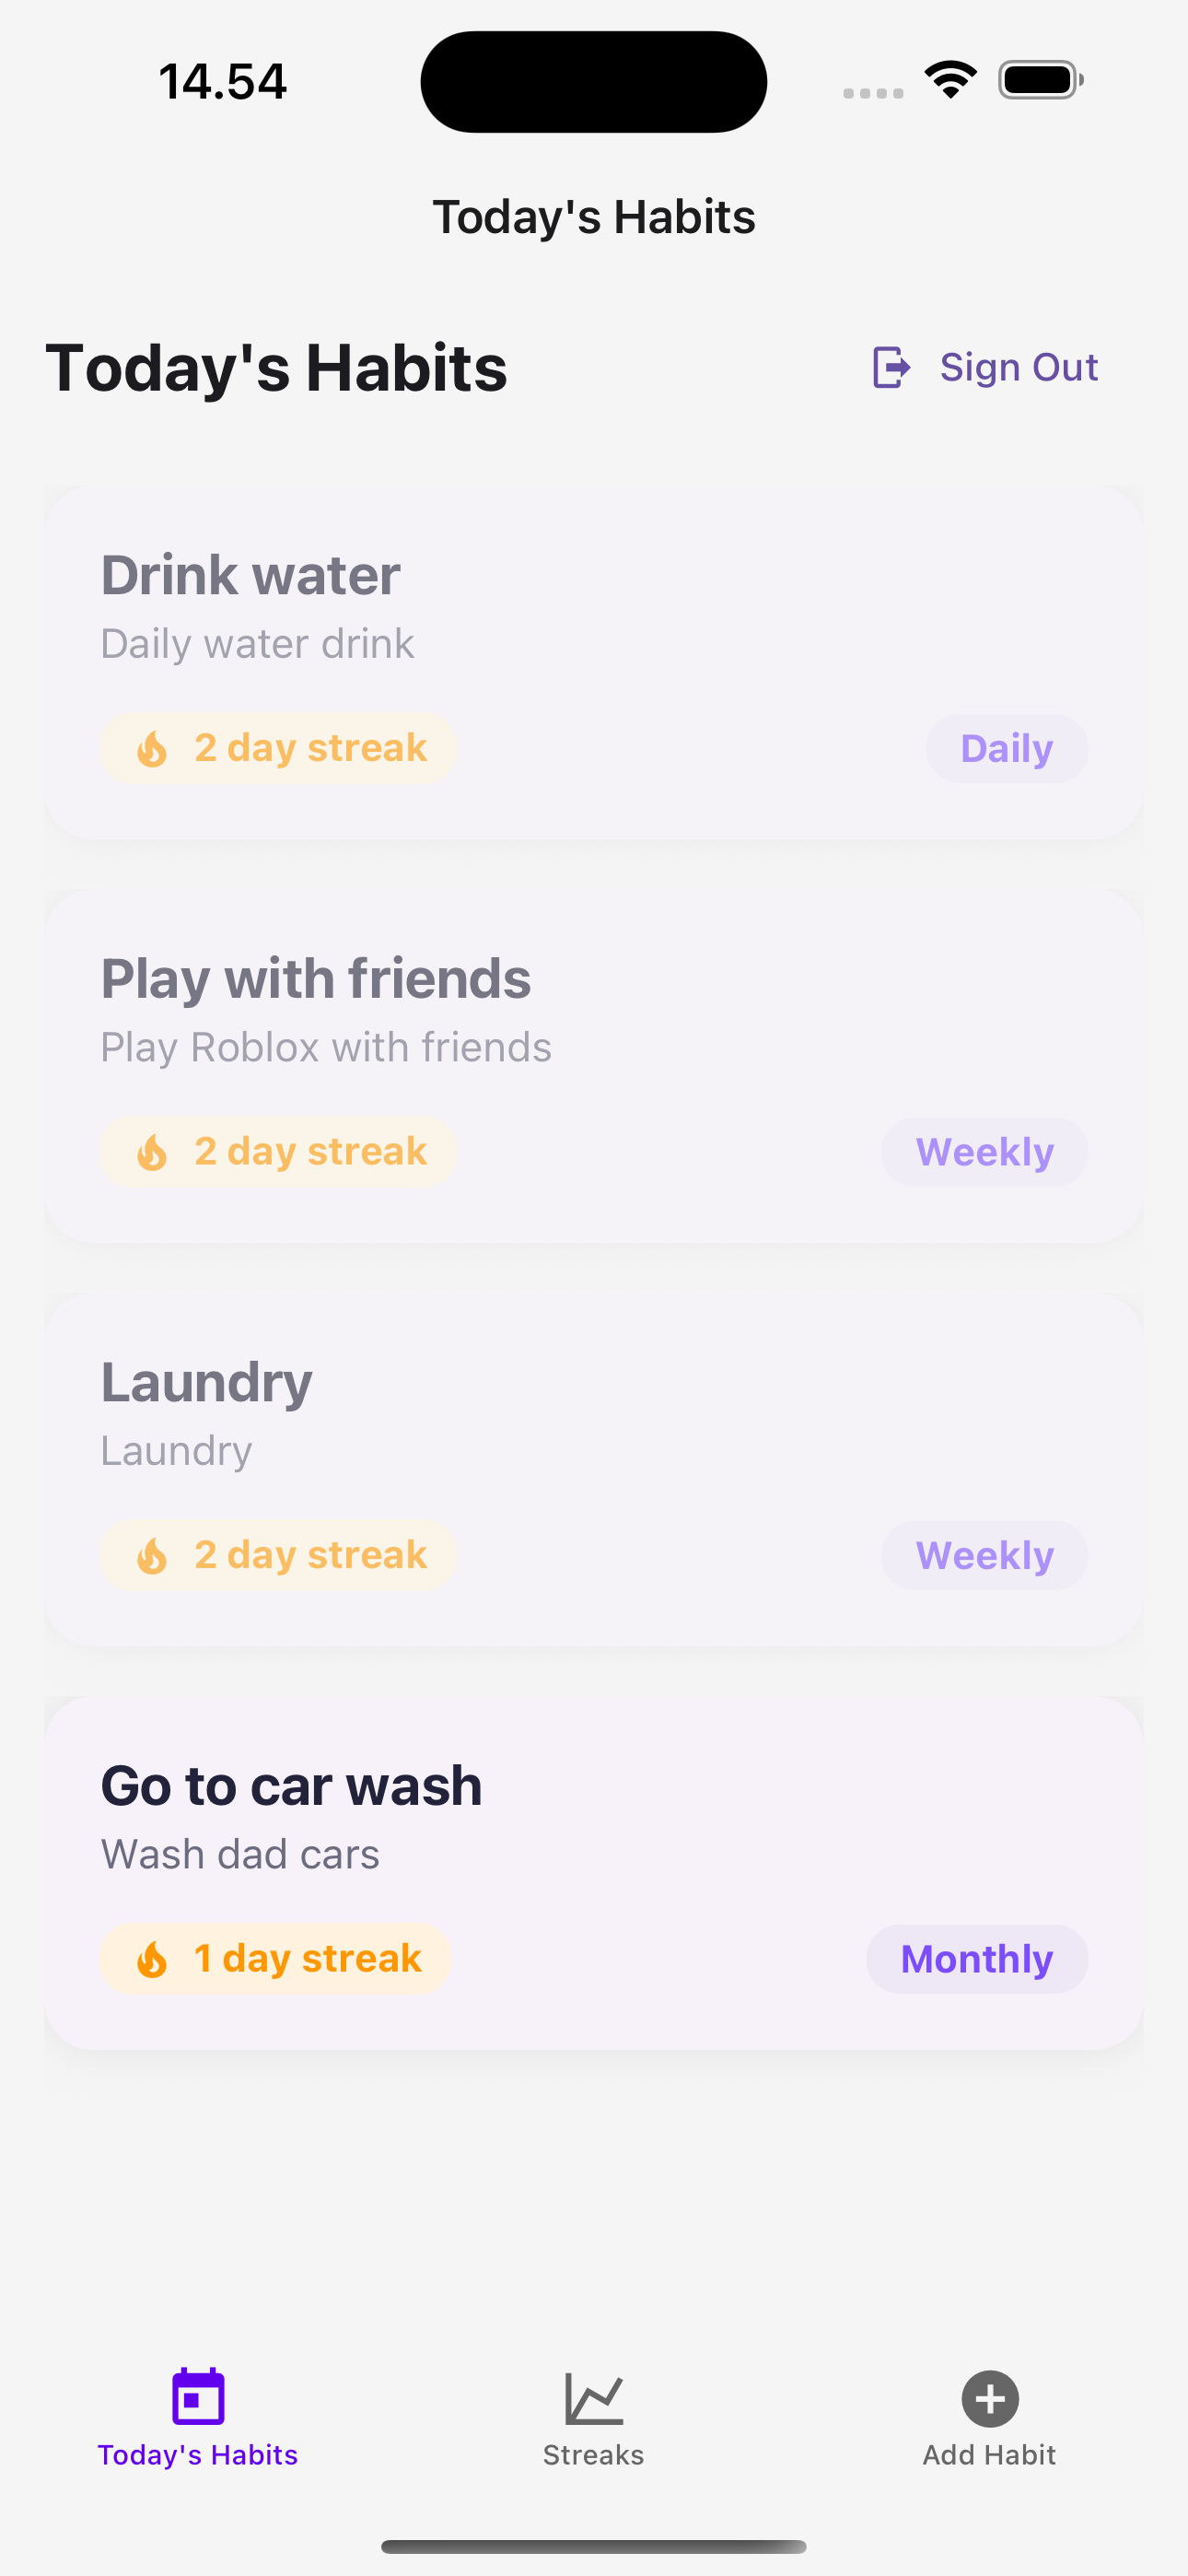 14.54
Today's Habits
Today's Habits
Sign Out
Drink water
Daily water drink
2 day streak
Daily
Play with friends
Play Roblox with friends
2 day streak
Weekly
Laundry
Laundry
2 day streak
Weekly
Go to car wash
Wash dad cars
1 day streak
Monthly
Today's Habits
Streaks
Add Habit